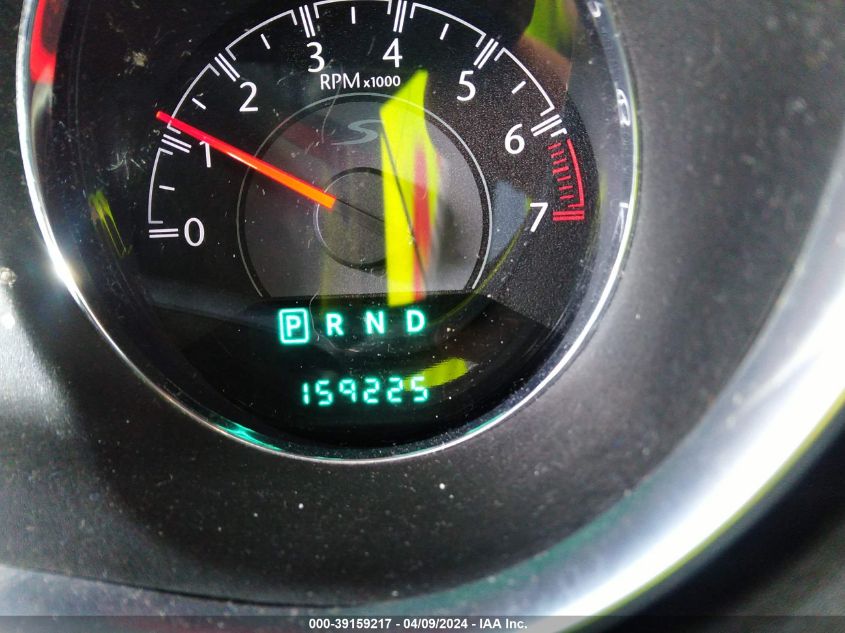 0 1 2 3 4 5 6 7
RPM x1000
S
P R N D
159225
000-39159217 - 04/09/2024 - IAA Inc.